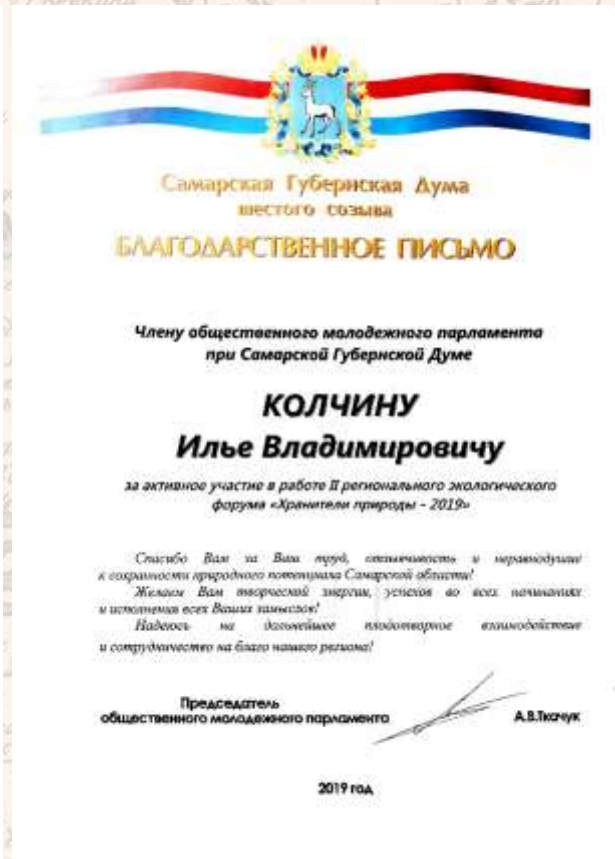 Самарская Губернская Дума
шестого созыва
БЛАГОДАРСТВЕННОЕ ПИСЬМО
Члену общественного молодежного парламента
при Самарской Губернской Думе
КОЛЧИНУ
Илье Владимировичу
за активное участие в работе II регионального экологического
форума «Хранители природы – 2019»
Спасибо Вам за Ваш труд, отзывчивость и неравнодушие
к сохранности природного потенциала Самарской области!
Желаем Вам творческой энергии, успехов во всех начинаниях
и исполнения всех Ваших замыслов!
Надеюсь на дальнейшее плодотворное взаимодействие
и сотрудничество на благо нашего региона!
Председатель
общественного молодежного парламента
А.В.Ткачук
2019 год